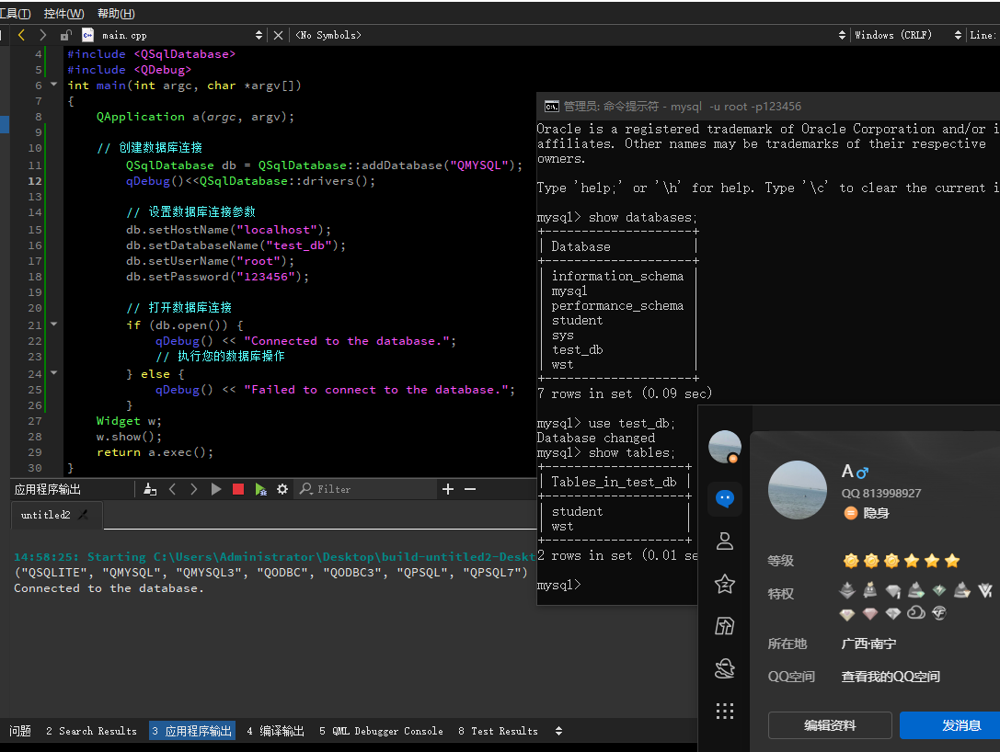 工具(T) 控件(W) 帮助(H)
main.cpp <No Symbols> Windows (CRLF) Line:
4 #include <QSqlDatabase>
5 #include <QDebug>
6 int main(int argc, char *argv[])
7 {
8 QApplication a(argc, argv);
9
10 // 创建数据库连接
11 QSqlDatabase db = QSqlDatabase::addDatabase("QMYSQL");
12 qDebug()<<QSqlDatabase::drivers();
13
14 // 设置数据库连接参数
15 db.setHostName("localhost");
16 db.setDatabaseName("test_db");
17 db.setUserName("root");
18 db.setPassword("123456");
19
20 // 打开数据库连接
21 if (db.open()) {
22 qDebug() << "Connected to the database.";
23 // 执行您的数据库操作
24 } else {
25 qDebug() << "Failed to connect to the database.";
26 }
27 Widget w;
28 w.show();
29 return a.exec();
30 }
应用程序输出 Filter
untitled2
14:58:25: Starting C:\Users\Administrator\Desktop\build-untitled2-Deskt
("QSQLITE", "QMYSQL", "QMYSQL3", "QODBC", "QODBC3", "QPSQL", "QPSQL7")
Connected to the database.
问题 2 Search Results 3 应用程序输出 4 编译输出 5 QML Debugger Console 8 Test Results
管理员: 命令提示符 - mysql -u root -p123456
Oracle is a registered trademark of Oracle Corporation and/or i
affiliates. Other names may be trademarks of their respective
owners.
Type 'help;' or '\h' for help. Type '\c' to clear the current i
mysql> show databases;
+--------------------+
| Database           |
+--------------------+
| information_schema |
| mysql              |
| performance_schema |
| student            |
| sys                |
| test_db            |
| wst                |
+--------------------+
7 rows in set (0.09 sec)
mysql> use test_db;
Database changed
mysql> show tables;
+-------------------+
| Tables_in_test_db |
+-------------------+
| student           |
| wst               |
+-------------------+
2 rows in set (0.01 se
mysql>
A
QQ 813998927
隐身
等级
特权
所在地 广西·南宁
QQ空间 查看我的QQ空间
编辑资料 发消息